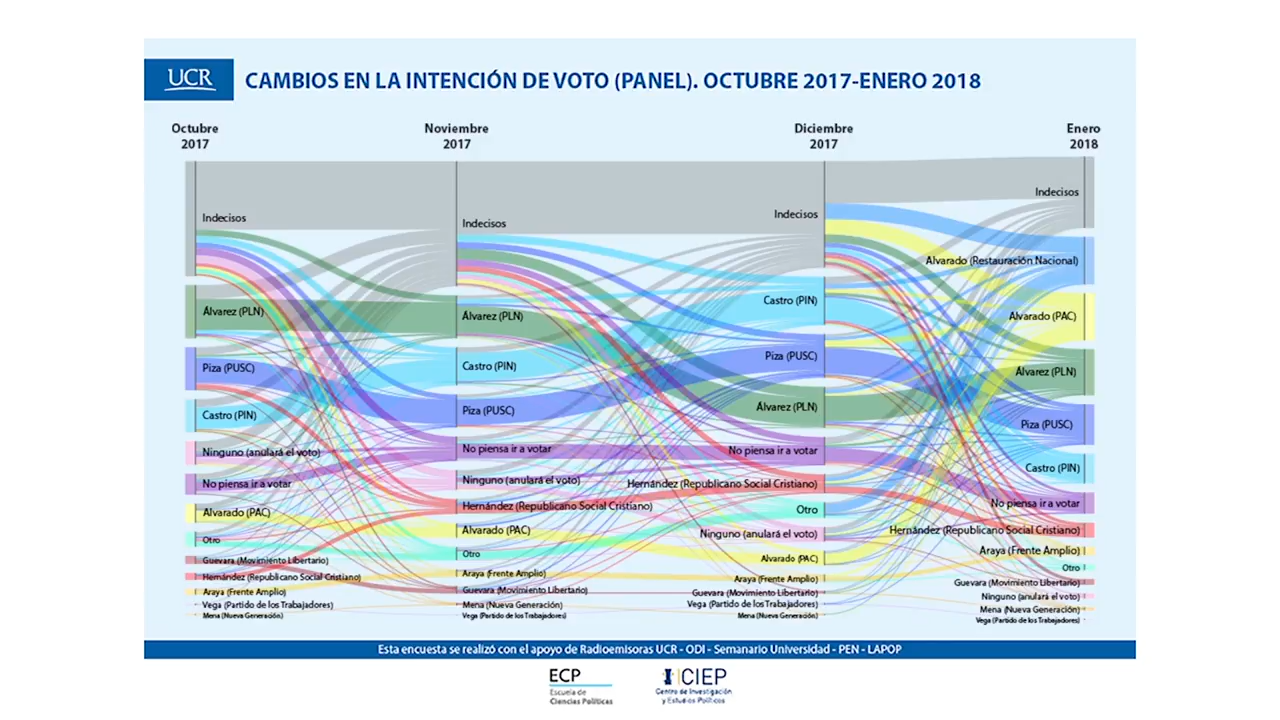 UCR
CAMBIOS EN LA INTENCIÓN DE VOTO (PANEL). OCTUBRE 2017-ENERO 2018
Octubre
2017
Noviembre
2017
Diciembre
2017
Enero
2018
Indecisos
Álvarez (PLN)
Piza (PUSC)
Castro (PIN)
Ninguno (anulará el voto)
No piensa ir a votar
Alvarado (PAC)
Otro
Guevara (Movimiento Libertario)
Hernández (Republicano Social Cristiano)
Araya (Frente Amplio)
Vega (Partido de los Trabajadores)
Mena (Nueva Generación)
Indecisos
Álvarez (PLN)
Castro (PIN)
Piza (PUSC)
No piensa ir a votar
Ninguno (anulará el voto)
Hernández (Republicano Social Cristiano)
Alvarado (PAC)
Otro
Araya (Frente Amplio)
Guevara (Movimiento Libertario)
Mena (Nueva Generación)
Vega (Partido de los Trabajadores)
Indecisos
Castro (PIN)
Piza (PUSC)
Álvarez (PLN)
No piensa ir a votar
Hernández (Republicano Social Cristiano)
Otro
Ninguno (anulará el voto)
Alvarado (PAC)
Araya (Frente Amplio)
Guevara (Movimiento Libertario)
Vega (Partido de los Trabajadores)
Mena (Nueva Generación)
Indecisos
Alvarado (Restauración Nacional)
Alvarado (PAC)
Álvarez (PLN)
Piza (PUSC)
Castro (PIN)
No piensa ir a votar
Hernández (Republicano Social Cristiano)
Araya (Frente Amplio)
Otro
Guevara (Movimiento Libertario)
Ninguno (anulará el voto)
Mena (Nueva Generación)
Vega (Partido de los Trabajadores)
Esta encuesta se realizó con el apoyo de Radioemisoras UCR - ODI - Semanario Universidad - PEN - LAPOP
ECP
Escuela de
Ciencias Políticas
CIEP
Centro de Investigación
y Estudios Políticos